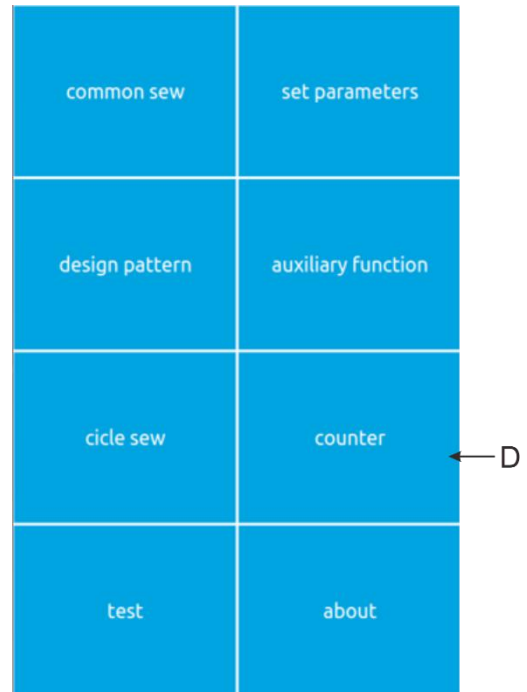 common sew
set parameters
design pattern
auxiliary function
cicle sew
counter
D
test
about